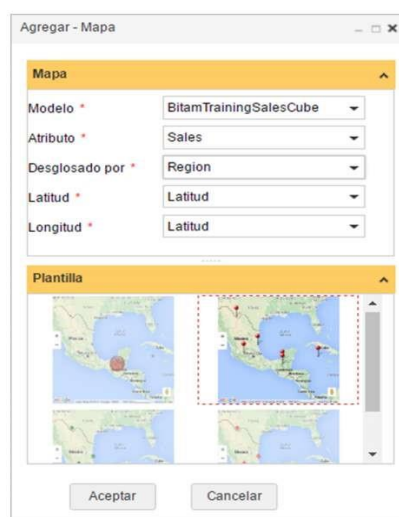 Agregar - Mapa
Mapa
Modelo * BitamTrainingSalesCube
Atributo * Sales
Desglosado por * Region
Latitud * Latitud
Longitud * Latitud
Plantilla
Aceptar Cancelar